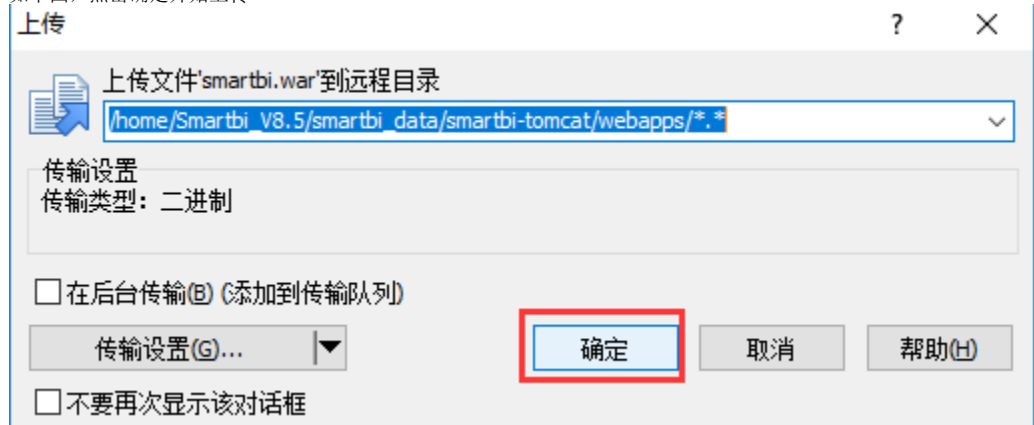 上传
?
上传文件'smartbi.war'到远程目录
/home/Smartbi_V8.5/smartbi_data/smartbi-tomcat/webapps/*.*
传输设置
传输类型：二进制
在后台传输(B) (添加到传输队列)
传输设置(G)...
确定
取消
帮助(H)
不要再次显示该对话框